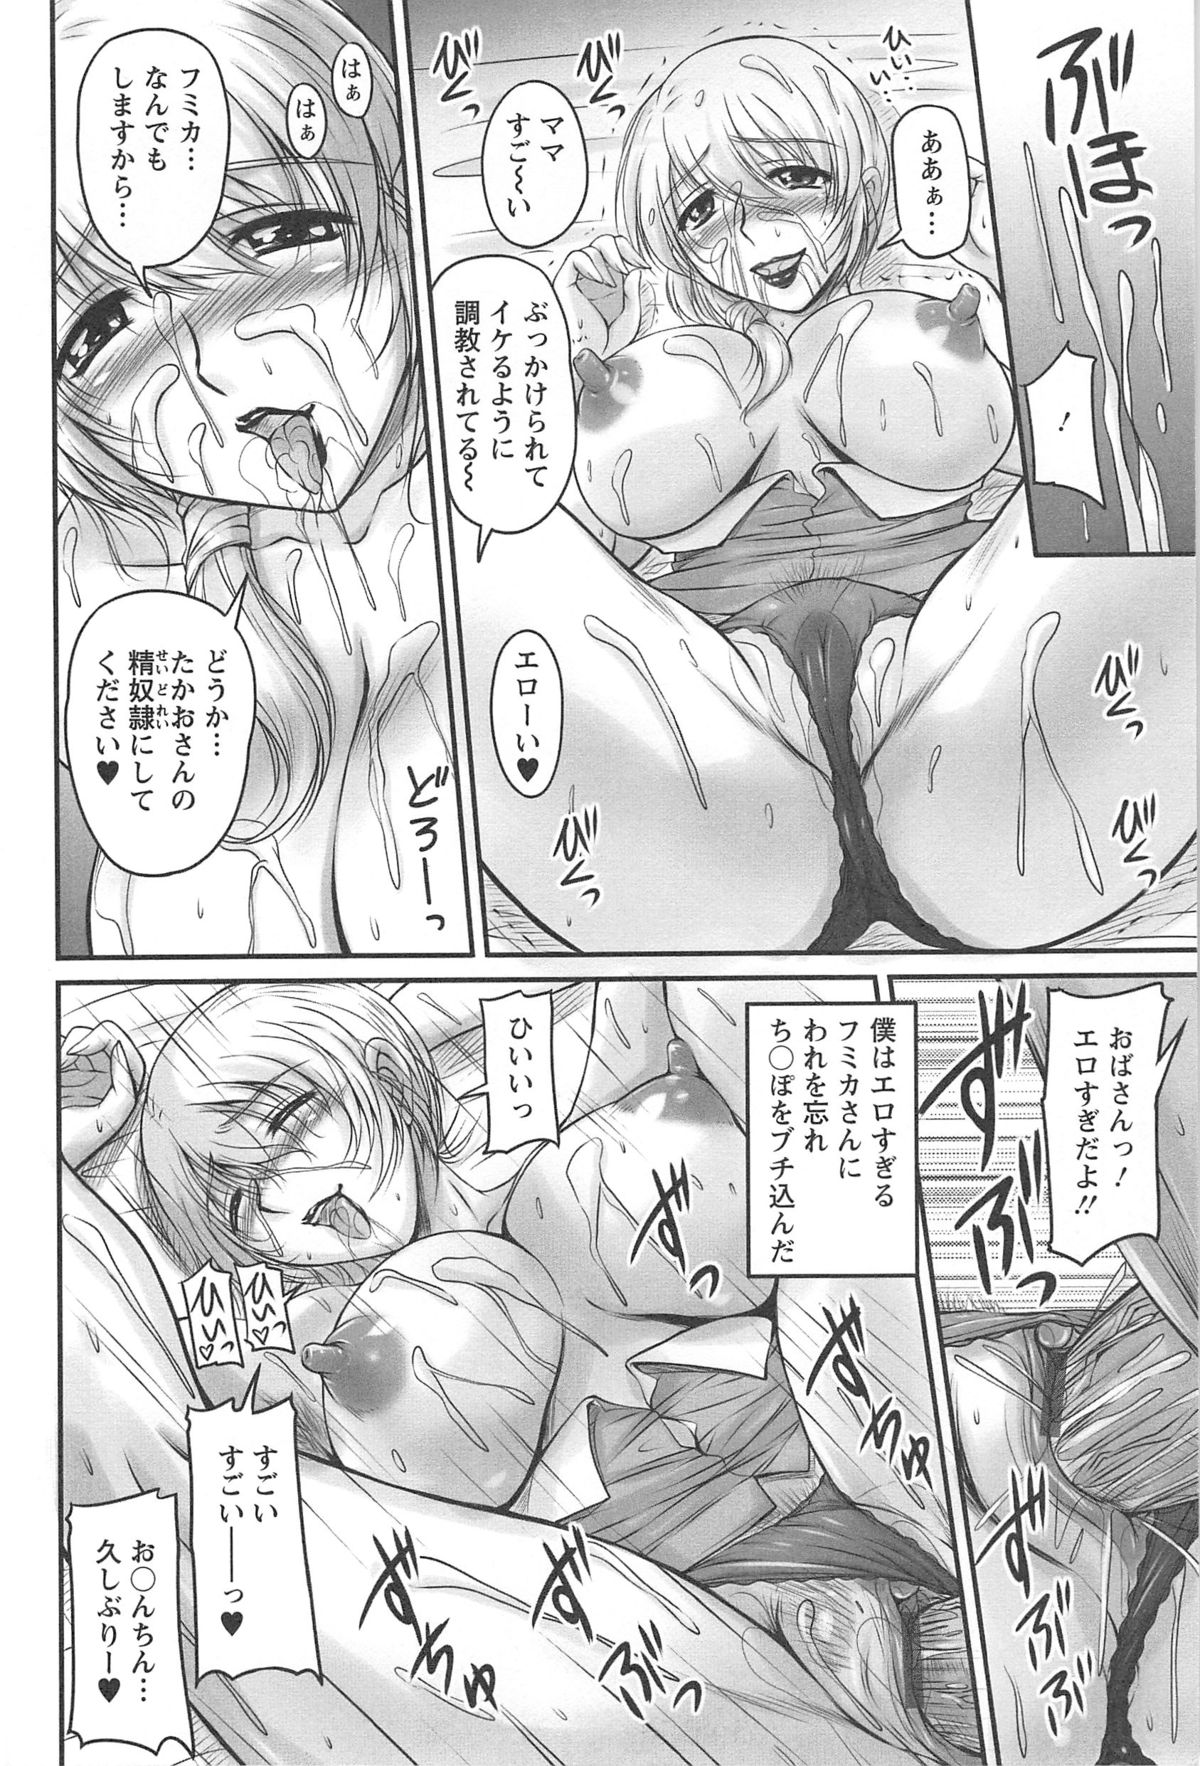 ぶほっ
！
ああぁ…
ひぃ
びくっ
びくっ
ママ
すご～い
ぶっかけられて
イケるように
調教されてる～
エローい♥
びくっ
びくっ
はぁ
はぁ
フミカ…
なんでも
しますから…
どうか…
たかおさんの
精奴隷にして
せいどれい
ください♥
どろーっ
おばさんっ！
エロすぎだよ!!
ずぶっ
僕はエロすぎる
フミカさんに
われを忘れ
ち○ぽをブチ込んだ
ひいいっ
ずっ
ひいっ♡
ひいっ♡
すごい
すごい――っ♥
お○んちん…
久しぶりー♥
ずちゅ
ずぶぶ
ずちゅ
ずぶっ